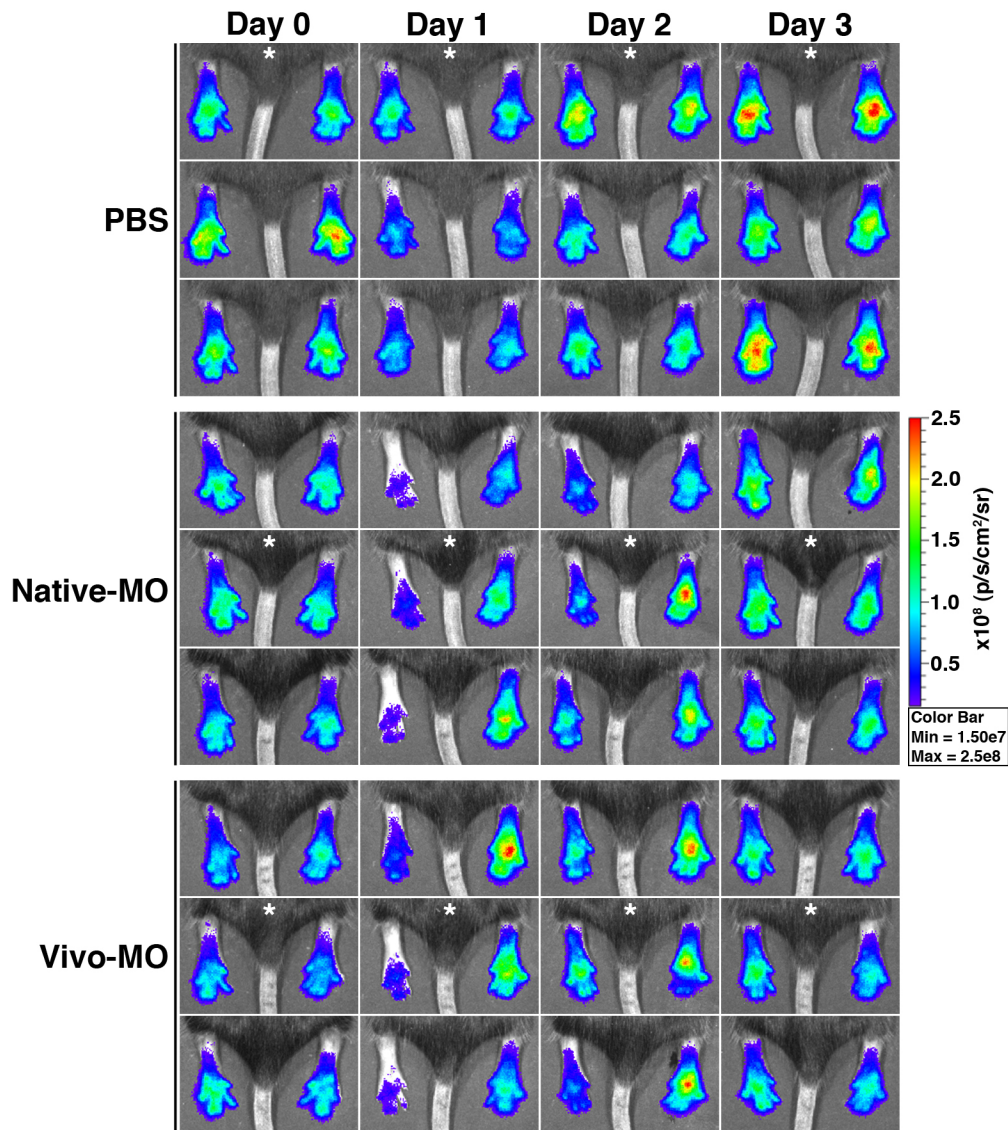 Day 0 Day 1 Day 2 Day 3
* * * *
PBS
Native-MO
* * * *
Vivo-MO
* * * *
2.5
2.0
1.5
1.0
0.5
x10⁸ (p/s/cm²/sr)
Color Bar
Min = 1.50e7
Max = 2.5e8